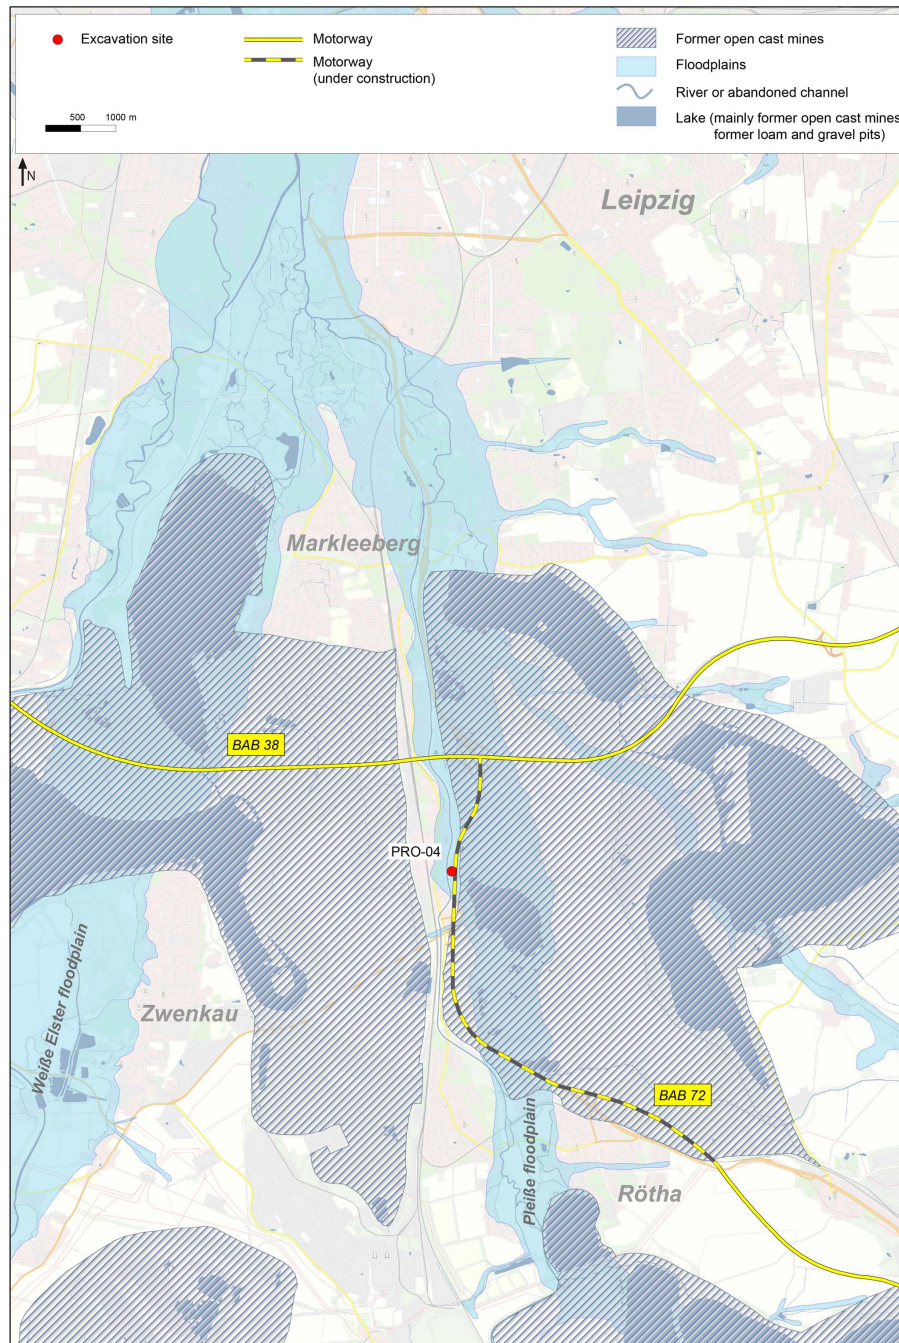 Excavation site
Motorway
Motorway
(under construction)
Former open cast mines
Floodplains
River or abandoned channel
Lake (mainly former open cast mines
former loam and gravel pits)
500 1000 m
N
Leipzig
Markleeberg
BAB 38
PRO-04
Zwenkau
Weiße Elster floodplain
BAB 72
Pleiße floodplain
Rötha